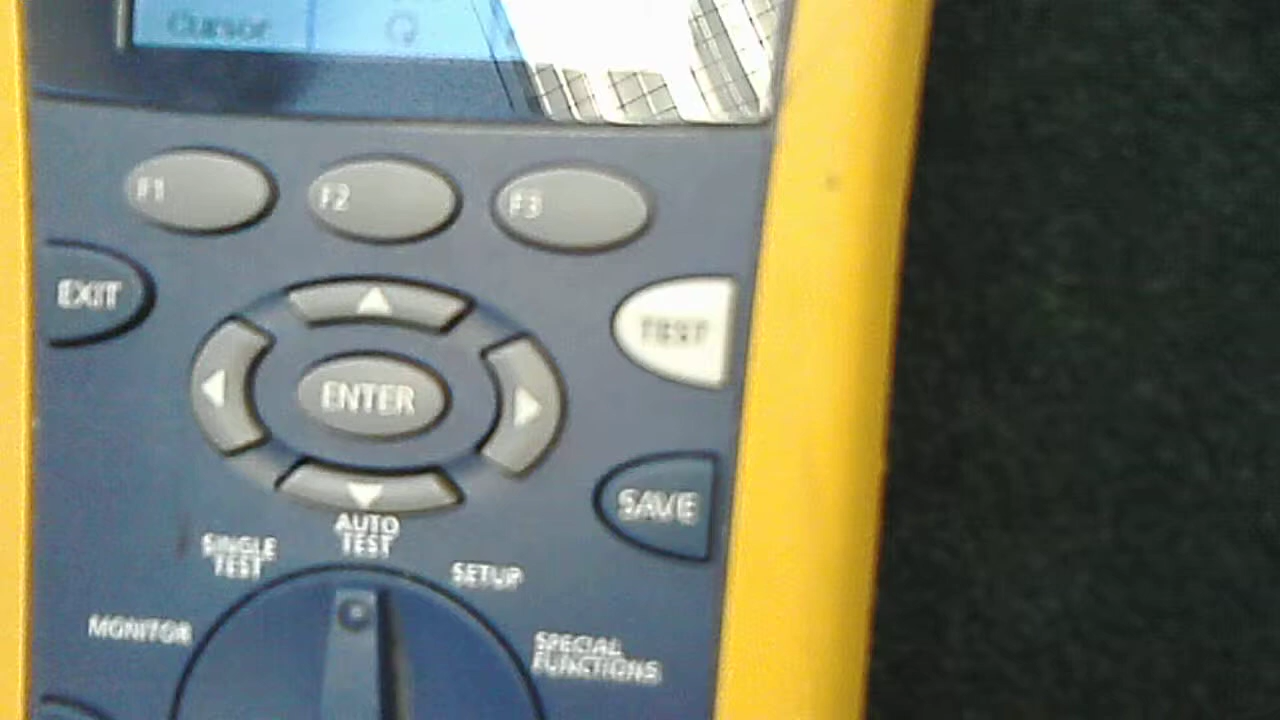 Cursor
F1
F2
F3
EXIT
TEST
ENTER
SAVE
AUTO
TEST
SINGLE
TEST
SETUP
MONITOR
SPECIAL
FUNCTIONS